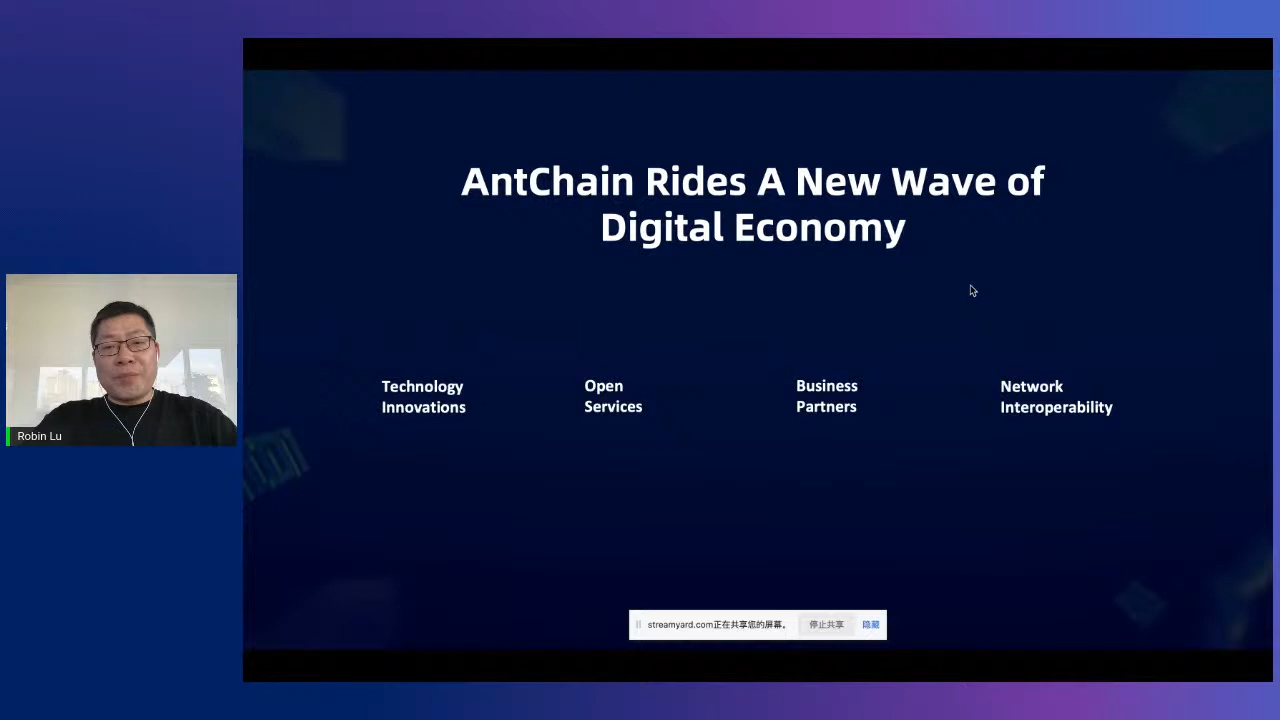 AntChain Rides A New Wave of
Digital Economy
Technology
Innovations
Open
Services
Business
Partners
Network
Interoperability
Robin Lu
streamyard.com正在共享您的屏幕。 停止共享 隐藏